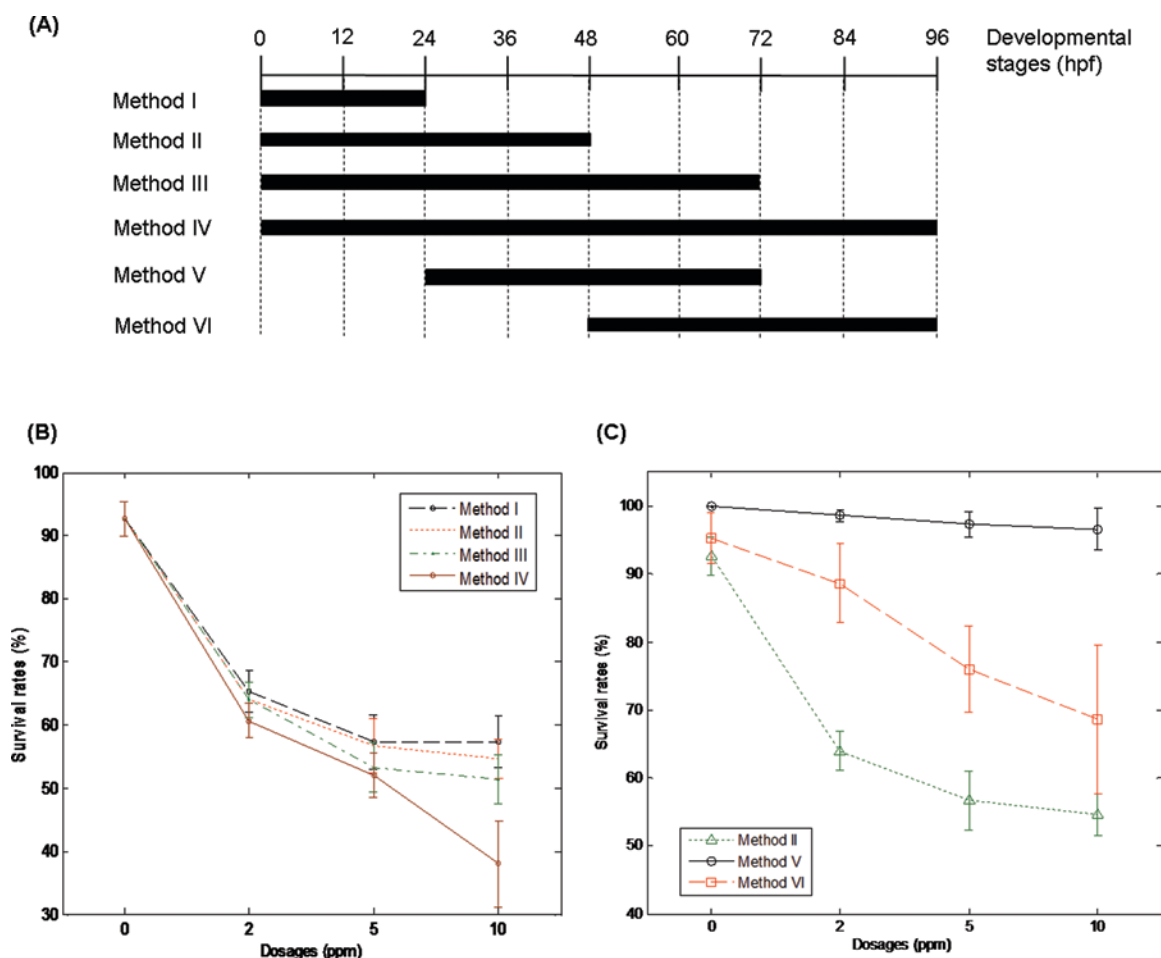 (A)
0 12 24 36 48 60 72 84 96
Developmental
stages (hpf)
Method I
Method II
Method III
Method IV
Method V
Method VI
(B)
100
90
80
70
60
50
40
30
Survival rates (%)
0 2 5 10
Dosages (ppm)
Method I
Method II
Method III
Method IV
(C)
100
90
80
70
60
50
40
Survival rates (%)
0 2 5 10
Dosages (ppm)
Method II
Method V
Method VI